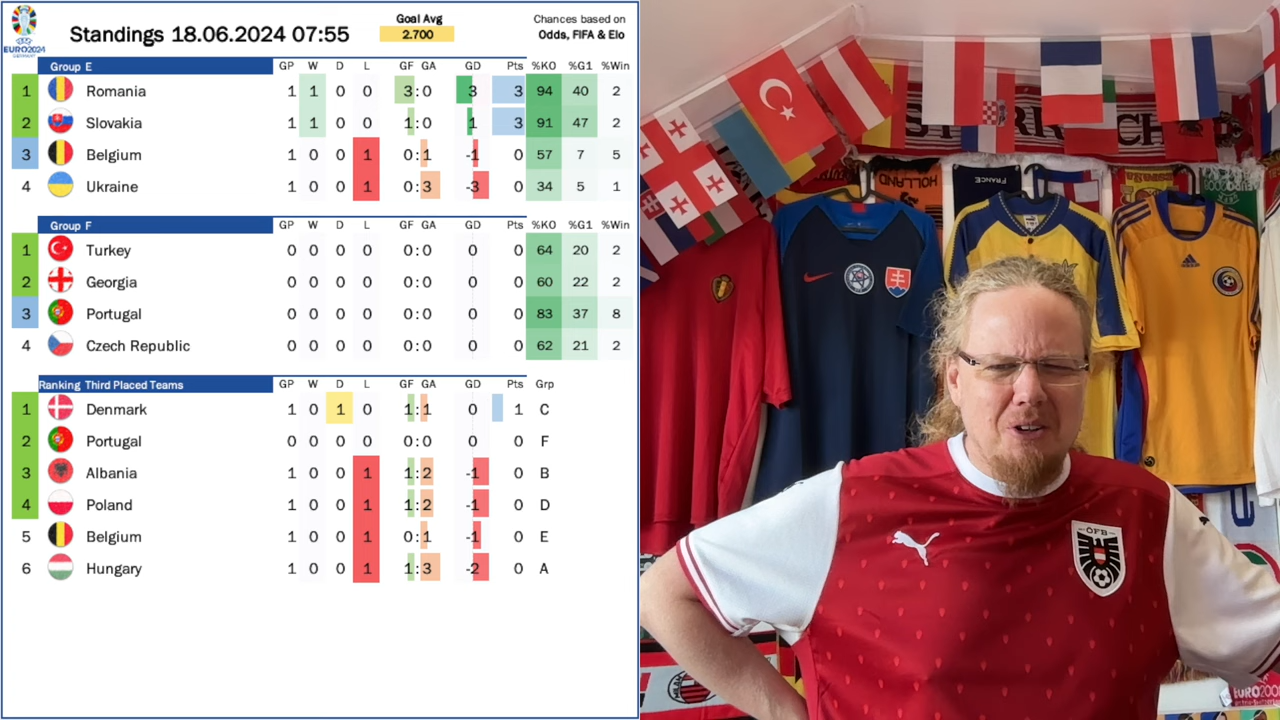 EURO2024
GERMANY
Standings 18.06.2024 07:55
Goal Avg
2.700
Chances based on
Odds, FIFA & Elo
Group E GP W D L GF GA GD Pts %KO %G1 %Win
1 Romania 1 1 0 0 3:0 3 3 94 40 2
2 Slovakia 1 1 0 0 1:0 1 3 91 47 2
3 Belgium 1 0 0 1 0:1 -1 0 57 7 5
4 Ukraine 1 0 0 1 0:3 -3 0 34 5 1
Group F GP W D L GF GA GD Pts %KO %G1 %Win
1 Turkey 0 0 0 0 0:0 0 0 64 20 2
2 Georgia 0 0 0 0 0:0 0 0 60 22 2
3 Portugal 0 0 0 0 0:0 0 0 83 37 8
4 Czech Republic 0 0 0 0 0:0 0 0 62 21 2
Ranking Third Placed Teams GP W D L GF GA GD Pts Grp
1 Denmark 1 0 1 0 1:1 0 1 C
2 Portugal 0 0 0 0 0:0 0 0 F
3 Albania 1 0 0 1 1:2 -1 0 B
4 Poland 1 0 0 1 1:2 -1 0 D
5 Belgium 1 0 0 1 0:1 -1 0 E
6 Hungary 1 0 0 1 1:3 -2 0 A
HOLLAND
FRANCE
ÖFB
MILAN
EURO2008